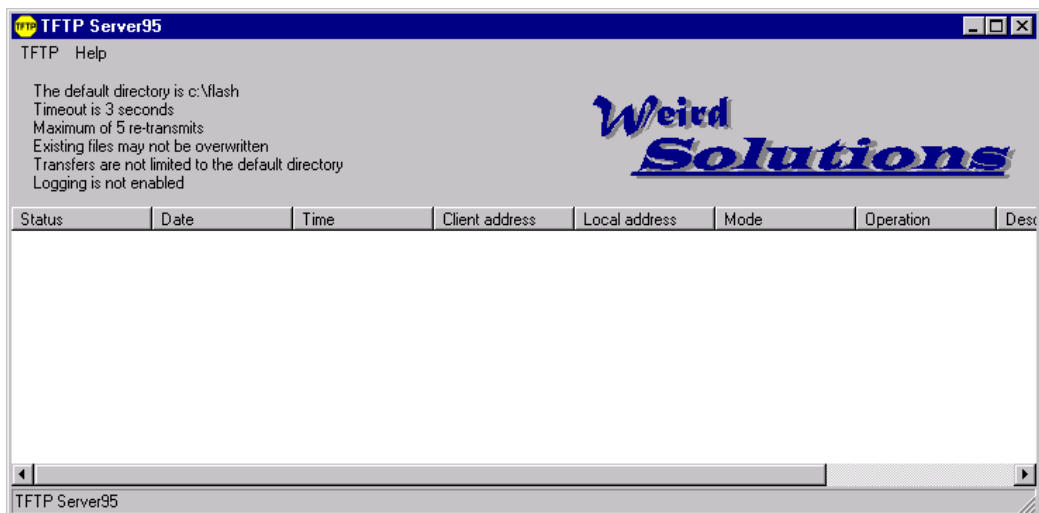 TFTP TFTP Server95
TFTP Help
The default directory is c:\flash
Timeout is 3 seconds
Maximum of 5 re-transmits
Existing files may not be overwritten
Transfers are not limited to the default directory
Logging is not enabled
Weird
Solutions
Status Date Time Client address Local address Mode Operation Desc
TFTP Server95